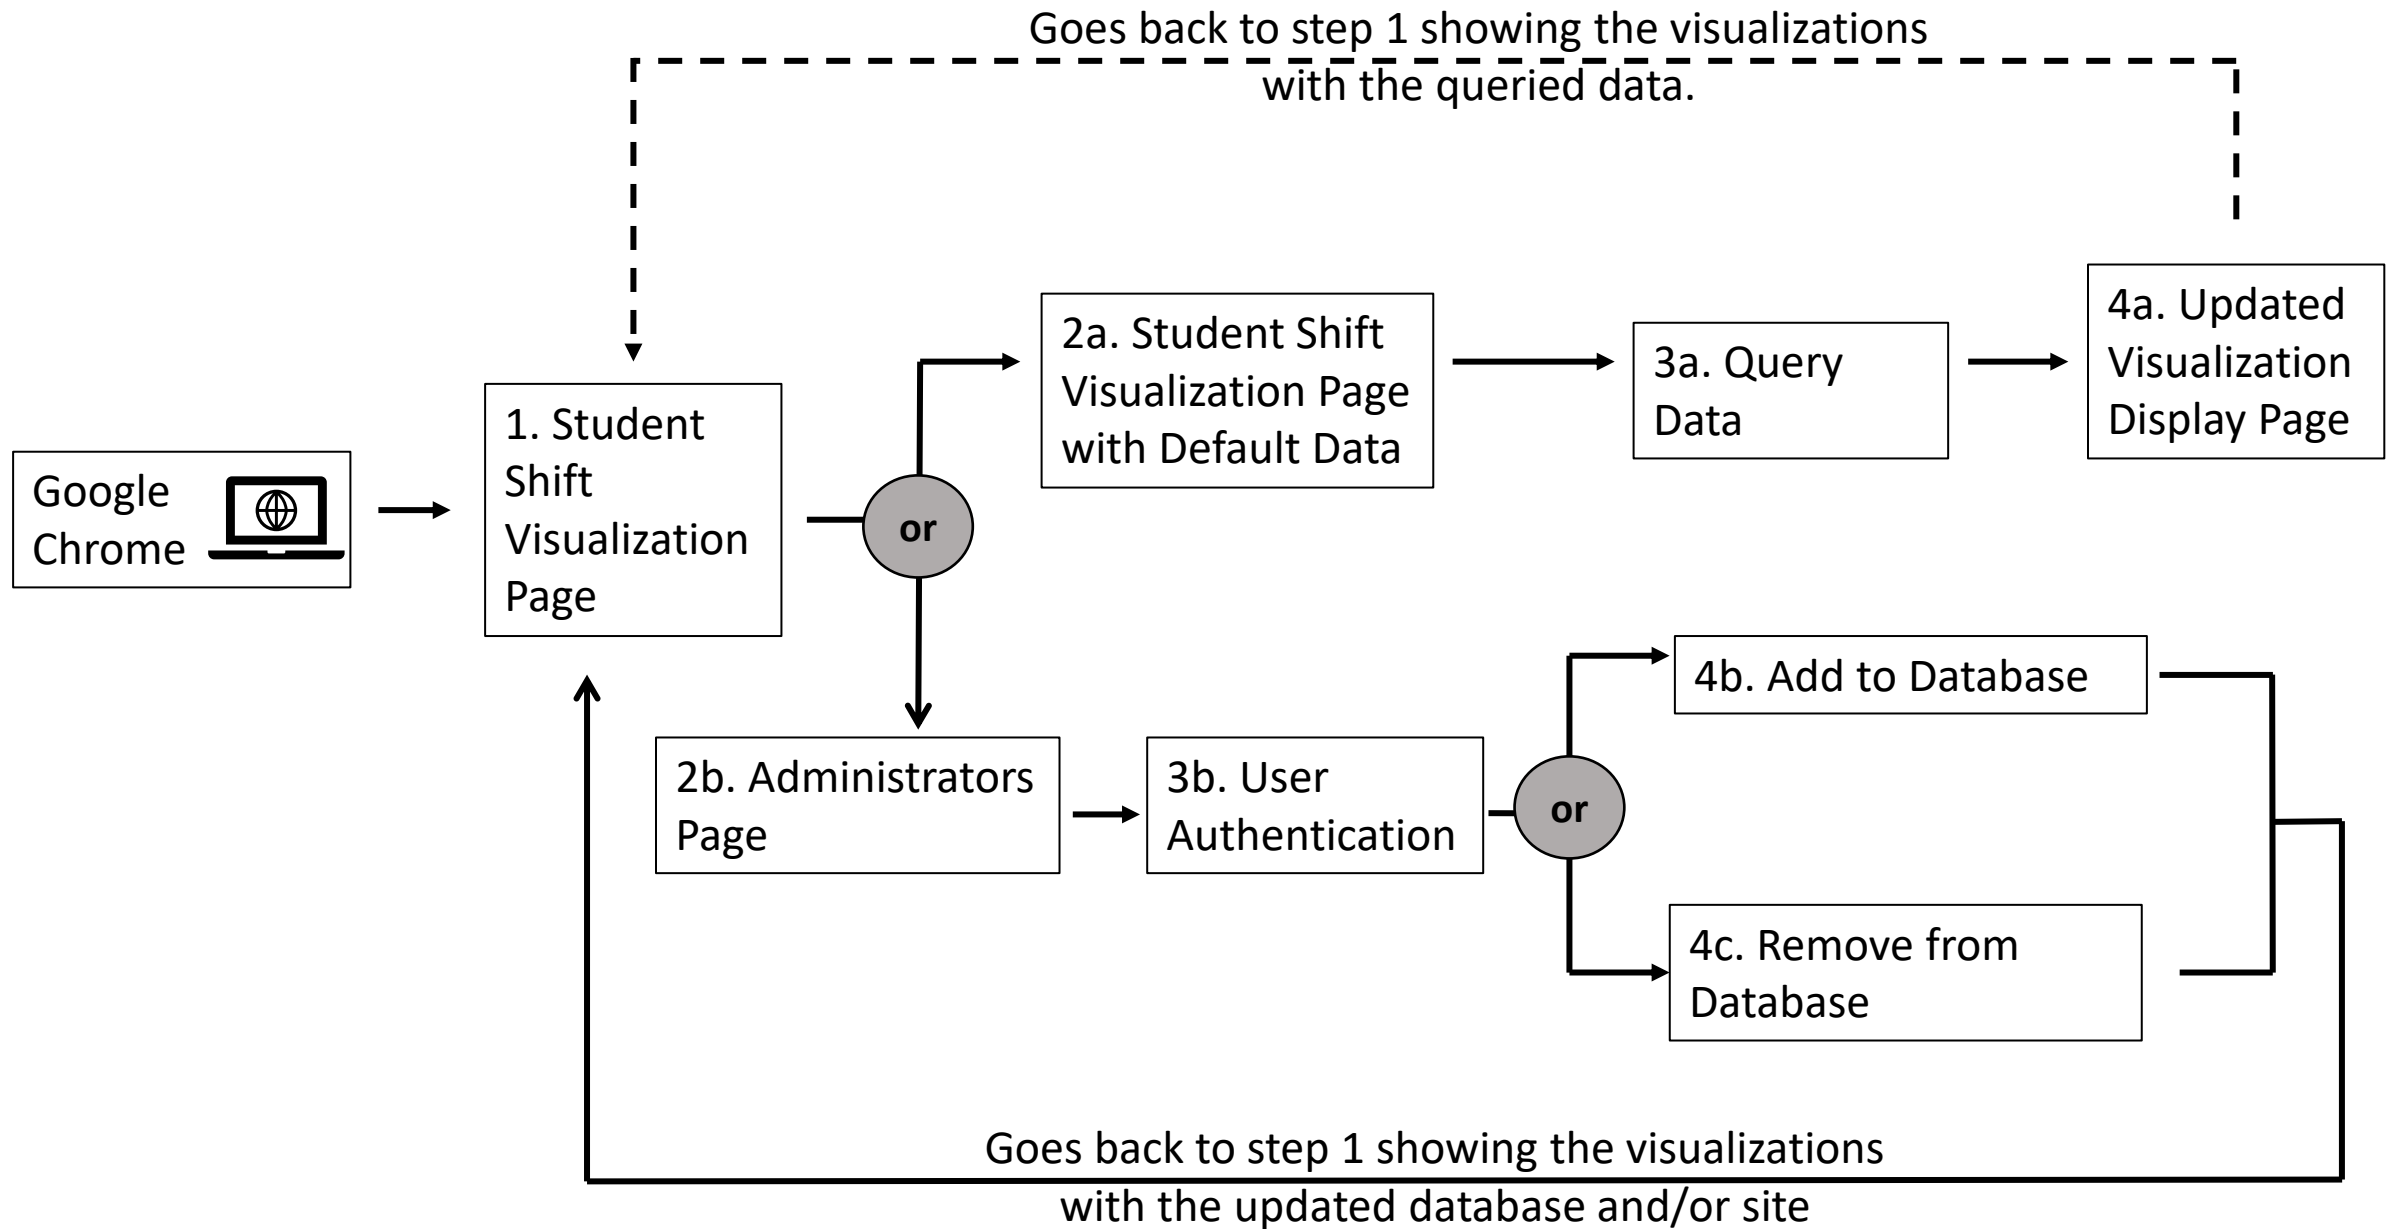 Goes back to step 1 showing the visualizations
with the queried data.
Google
Chrome
1. Student
Shift
Visualization
Page
or
2a. Student Shift
Visualization Page
with Default Data
3a. Query
Data
4a. Updated
Visualization
Display Page
2b. Administrators
Page
3b. User
Authentication
or
4b. Add to Database
4c. Remove from
Database
Goes back to step 1 showing the visualizations
with the updated database and/or site